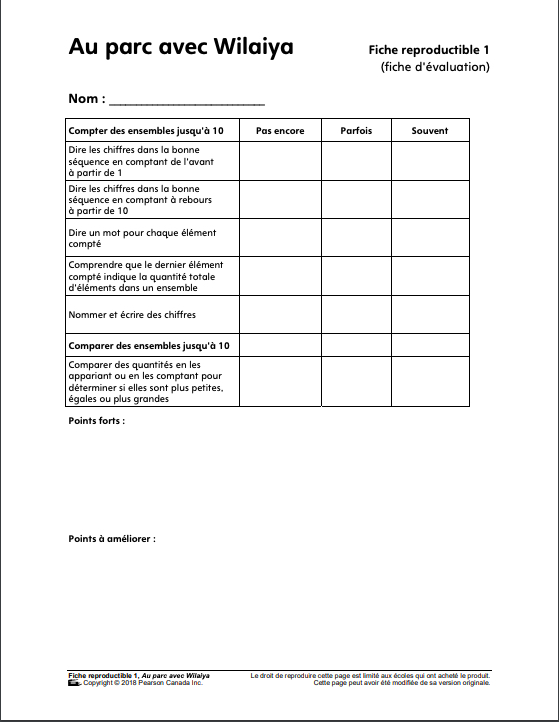 Au parc avec Wilaiya
Fiche reproductible 1
(fiche d'évaluation)
Nom : ________________________
Compter des ensembles jusqu'à 10
Pas encore
Parfois
Souvent
Dire les chiffres dans la bonne
séquence en comptant de l'avant
à partir de 1
Dire les chiffres dans la bonne
séquence en comptant à rebours
à partir de 10
Dire un mot pour chaque élément
compté
Comprendre que le dernier élément
compté indique la quantité totale
d'éléments dans un ensemble
Nommer et écrire des chiffres
Comparer des ensembles jusqu'à 10
Comparer des quantités en les
appariant ou en les comptant pour
déterminer si elles sont plus petites,
égales ou plus grandes
Points forts :
Points à améliorer :
Fiche reproductible 1, Au parc avec Wilaiya
Copyright © 2018 Pearson Canada Inc.
Le droit de reproduire cette page est limité aux écoles qui ont acheté le produit.
Cette page peut avoir été modifiée de sa version originale.